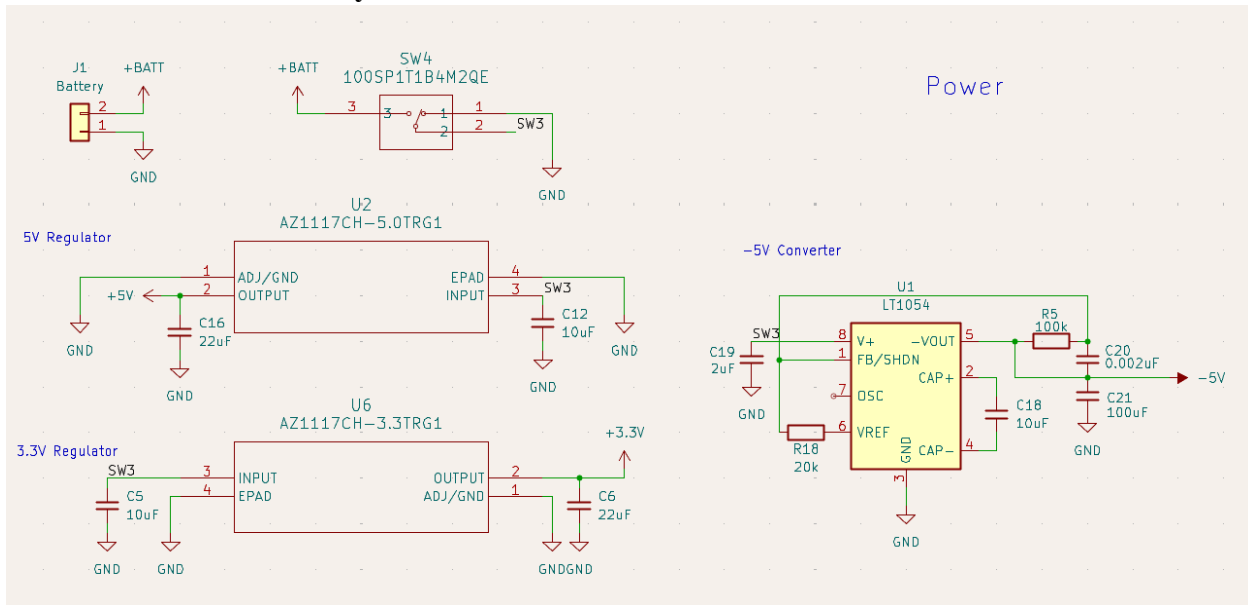 Power
J1
Battery
+BATT
2
1
GND
+BATT
SW4
100SP1T1B4M2QE
3
3
1
1
2
2
SW3
GND
5V Regulator
U2
AZ1117CH-5.0TRG1
1
ADJ/GND
2
OUTPUT
+5V
C16
22uF
GND
GND
EPAD
4
INPUT
3
SW3
C12
10uF
GND
GND
3.3V Regulator
U6
AZ1117CH-3.3TRG1
SW3
3
INPUT
4
EPAD
C5
10uF
GND
GND
OUTPUT
2
ADJ/GND
1
+3.3V
C6
22uF
GND
GND
-5V Converter
U1
LT1054
SW3
8
V+
1
FB/SHDN
7
OSC
6
VREF
GND
3
-VOUT
5
CAP+
2
CAP-
4
C19
2uF
GND
R18
20k
GND
R5
100k
C20
0.002uF
-5V
C21
100uF
GND
C18
10uF